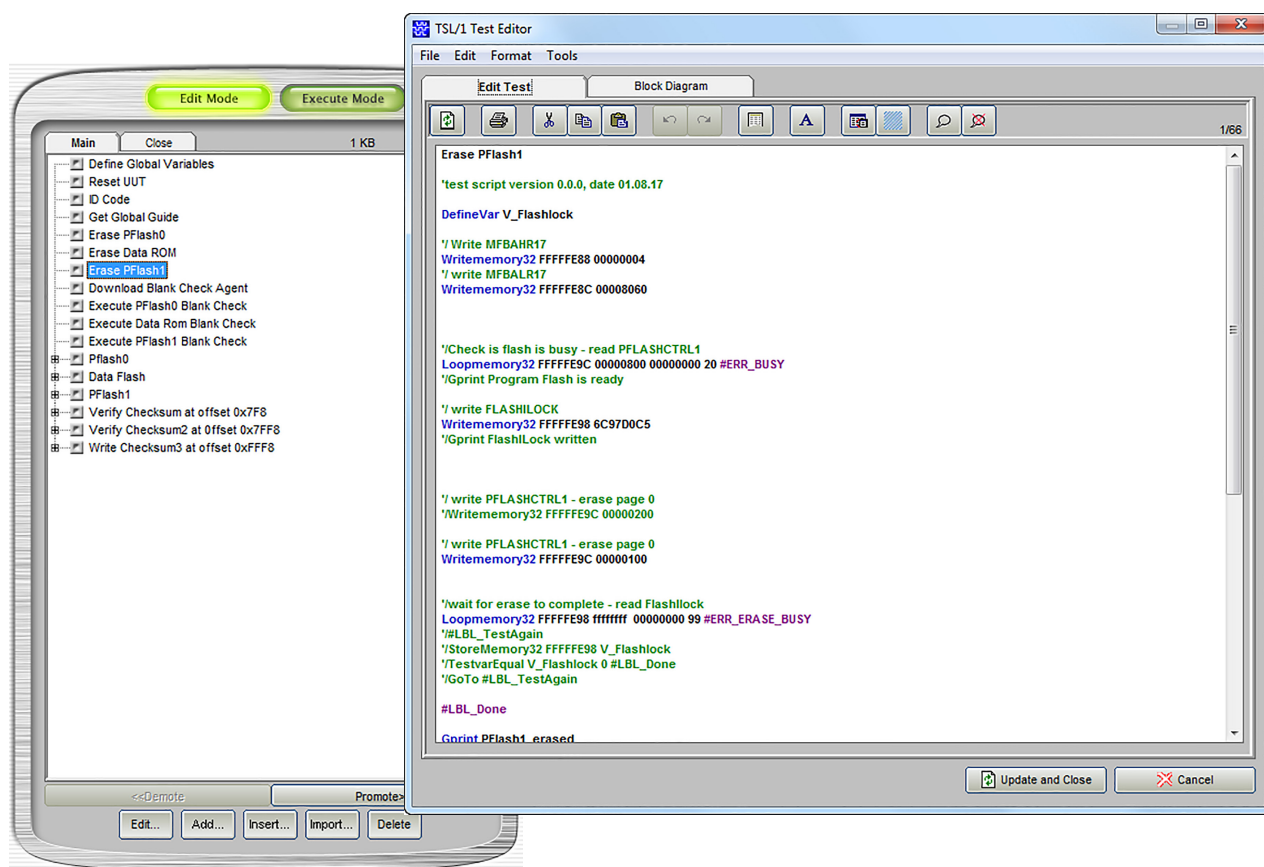 Edit Mode
Execute Mode
Main
Close
1 KB
Define Global Variables
Reset UUT
ID Code
Get Global Guide
Erase PFlash0
Erase Data ROM
Erase PFlash1
Download Blank Check Agent
Execute PFlash0 Blank Check
Execute Data Rom Blank Check
Execute PFlash1 Blank Check
Pflash0
Data Flash
PFlash1
Verify Checksum at offset 0x7F8
Verify Checksum2 at 0ffset 0x7FF8
Write Checksum3 at offset 0xFFF8
<<Demote
Promote>
Edit...
Add...
Insert...
Import...
Delete
TSL/1 Test Editor
File Edit Format Tools
Edit Test
Block Diagram
A
1/66
Erase PFlash1
'test script version 0.0.0, date 01.08.17
DefineVar V_Flashlock
'/ Write MFBAHR17
Writememory32 FFFFFE88 00000004
'/ write MFBALR17
Writememory32 FFFFFE8C 00008060
'/Check is flash is busy - read PFLASHCTRL1
Loopmemory32 FFFFFE9C 00000800 00000000 20 #ERR_BUSY
'/Gprint Program Flash is ready
'/ write FLASHILOCK
Writememory32 FFFFFE98 6C97D0C5
'/Gprint FlashILock written
'/ write PFLASHCTRL1 - erase page 0
'/Writememory32 FFFFFE9C 00000200
'/ write PFLASHCTRL1 - erase page 0
Writememory32 FFFFFE9C 00000100
'/wait for erase to complete - read FlashIlock
Loopmemory32 FFFFFE98 ffffffff 00000000 99 #ERR_ERASE_BUSY
'/#LBL_TestAgain
'/StoreMemory32 FFFFFE98 V_Flashlock
'/TestvarEqual V_Flashlock 0 #LBL_Done
'/GoTo #LBL_TestAgain
#LBL_Done
Gprint PFlash1 erased
Update and Close
Cancel